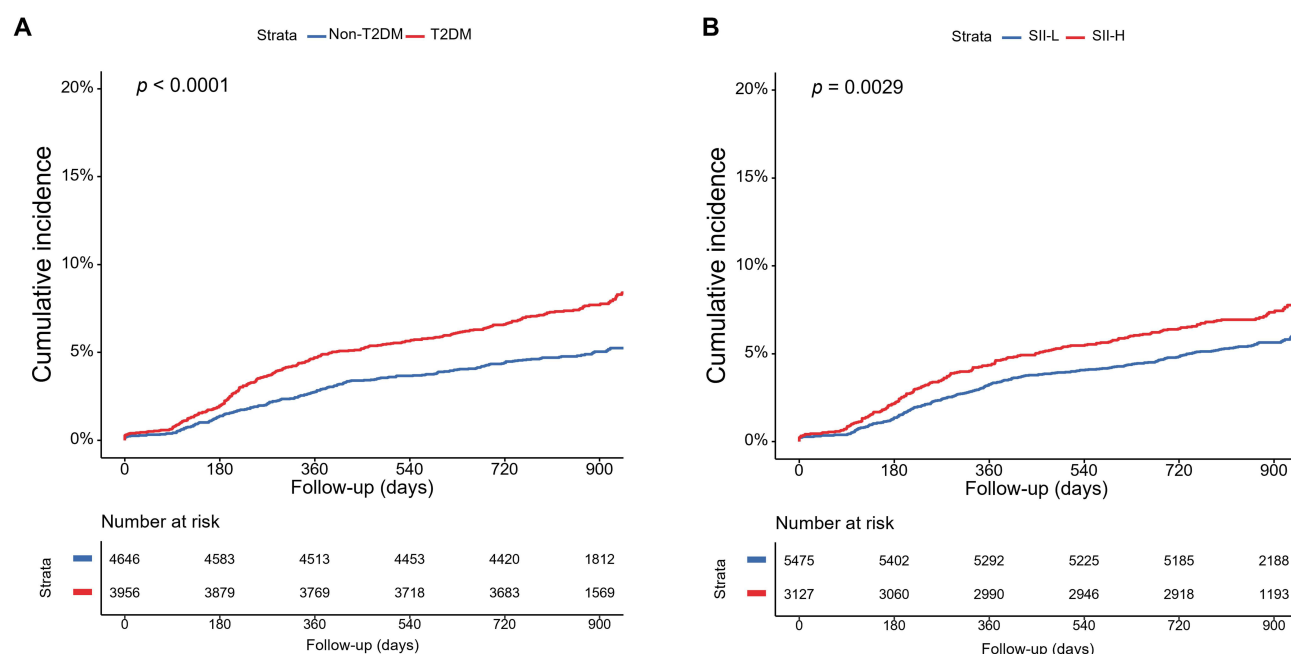 A
Strata Non-T2DM T2DM
p < 0.0001
20%
15%
10%
5%
0%
Cumulative incidence
0 180 360 540 720 900
Follow-up (days)
Number at risk
Strata
4646 4583 4513 4453 4420 1812
3956 3879 3769 3718 3683 1569
0 180 360 540 720 900
Follow-up (days)
B
Strata SII-L SII-H
p = 0.0029
20%
15%
10%
5%
0%
Cumulative incidence
0 180 360 540 720 900
Follow-up (days)
Number at risk
Strata
5475 5402 5292 5225 5185 2188
3127 3060 2990 2946 2918 1193
0 180 360 540 720 900
Follow-up (days)